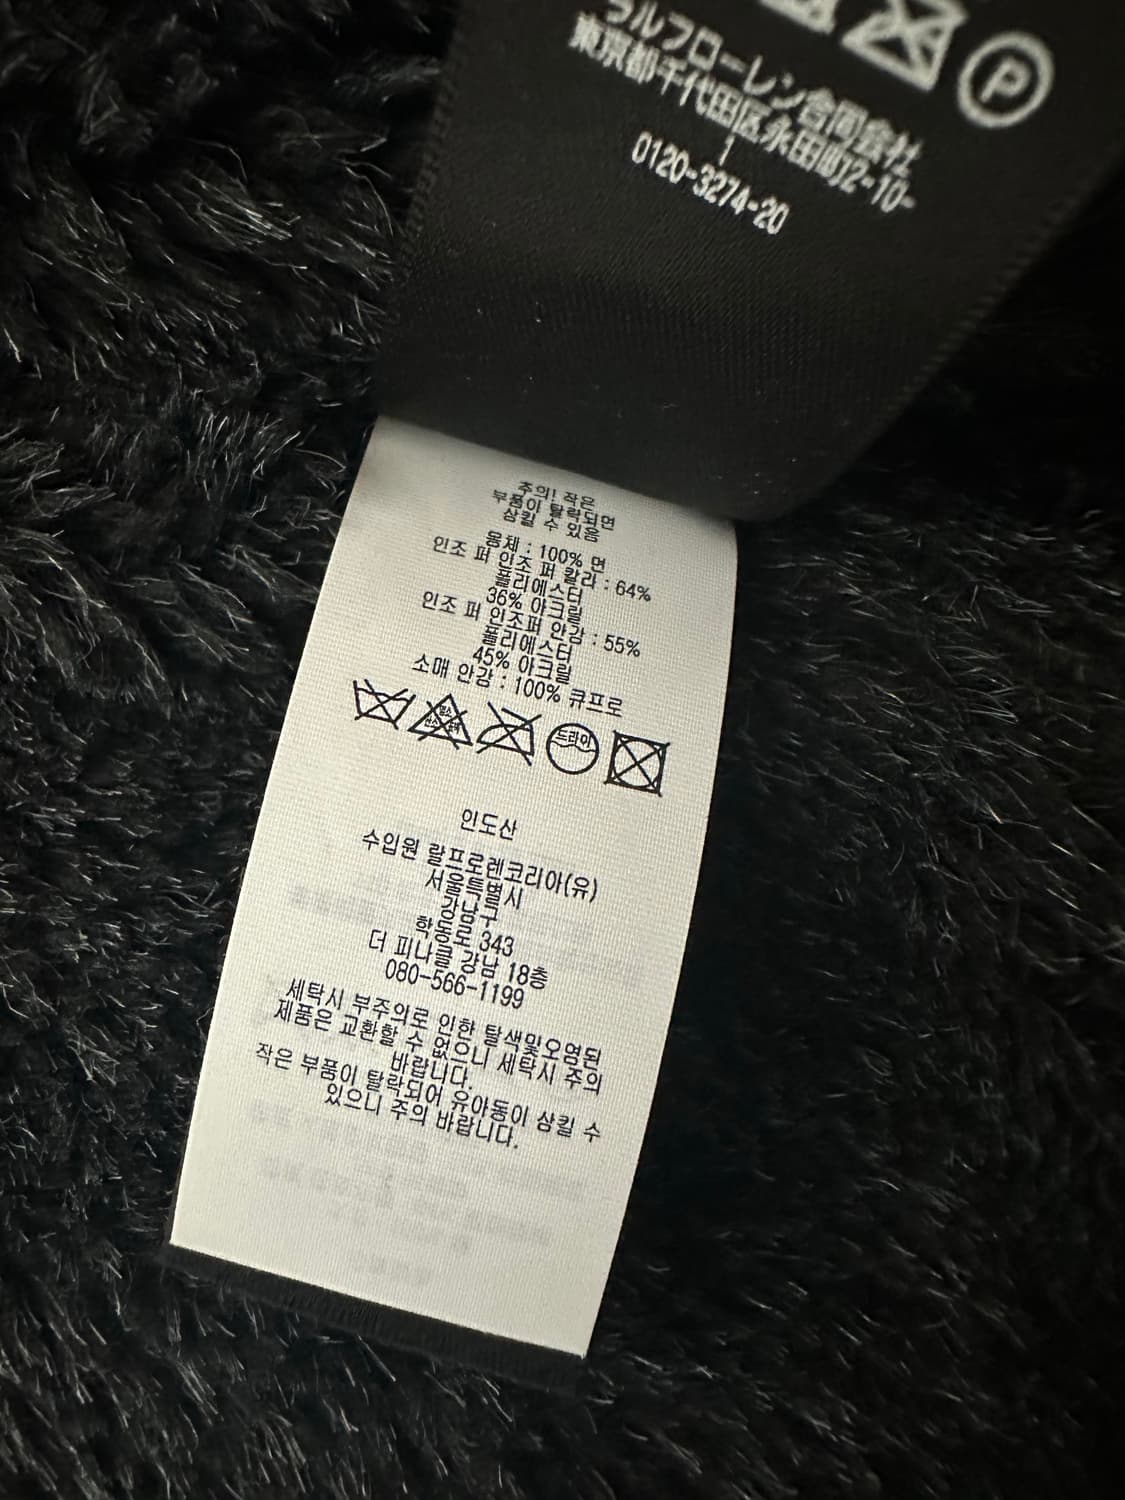 P
ラルフローレン合同会社
東京都千代田区永田町2-10-
1
0120-3274-20
주의! 작은
부품이 탈락되면
삼킬 수 있음
몸체 : 100% 면
인조 퍼 인조 퍼 칼라 : 64%
폴리에스터
36% 아크릴
인조 퍼 인조퍼 안감 : 55%
폴리에스터
45% 아크릴
소매 안감 : 100% 큐프로
드라이
인도산
수입원 랄프로렌코리아(유)
서울특별시
강남구
학동로 343
더 피나클 강남 18층
080-566-1199
세탁시 부주의로 인한 탈색및오염된
제품은 교환할 수 없으니 세탁시 주의
바랍니다.
작은 부품이 탈락되어 유아동이 삼킬 수
있으니 주의 바랍니다.